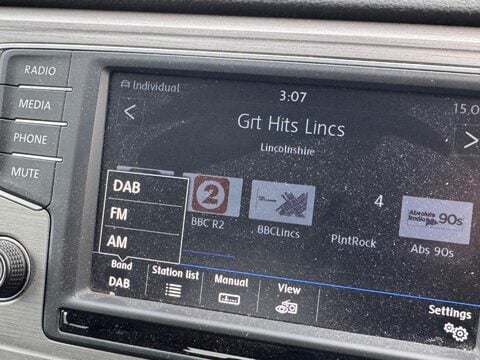 RADIO
MEDIA
PHONE
MUTE
Individual
3:07
15,0
<
Grt Hits Lincs
>
Lincolnshire
DAB
FM
AM
2
BBC R2
BBCLincs
4
PlntRock
Absolute Radio 90s
Abs 90s
Band
DAB
Station list
Manual
View
Settings